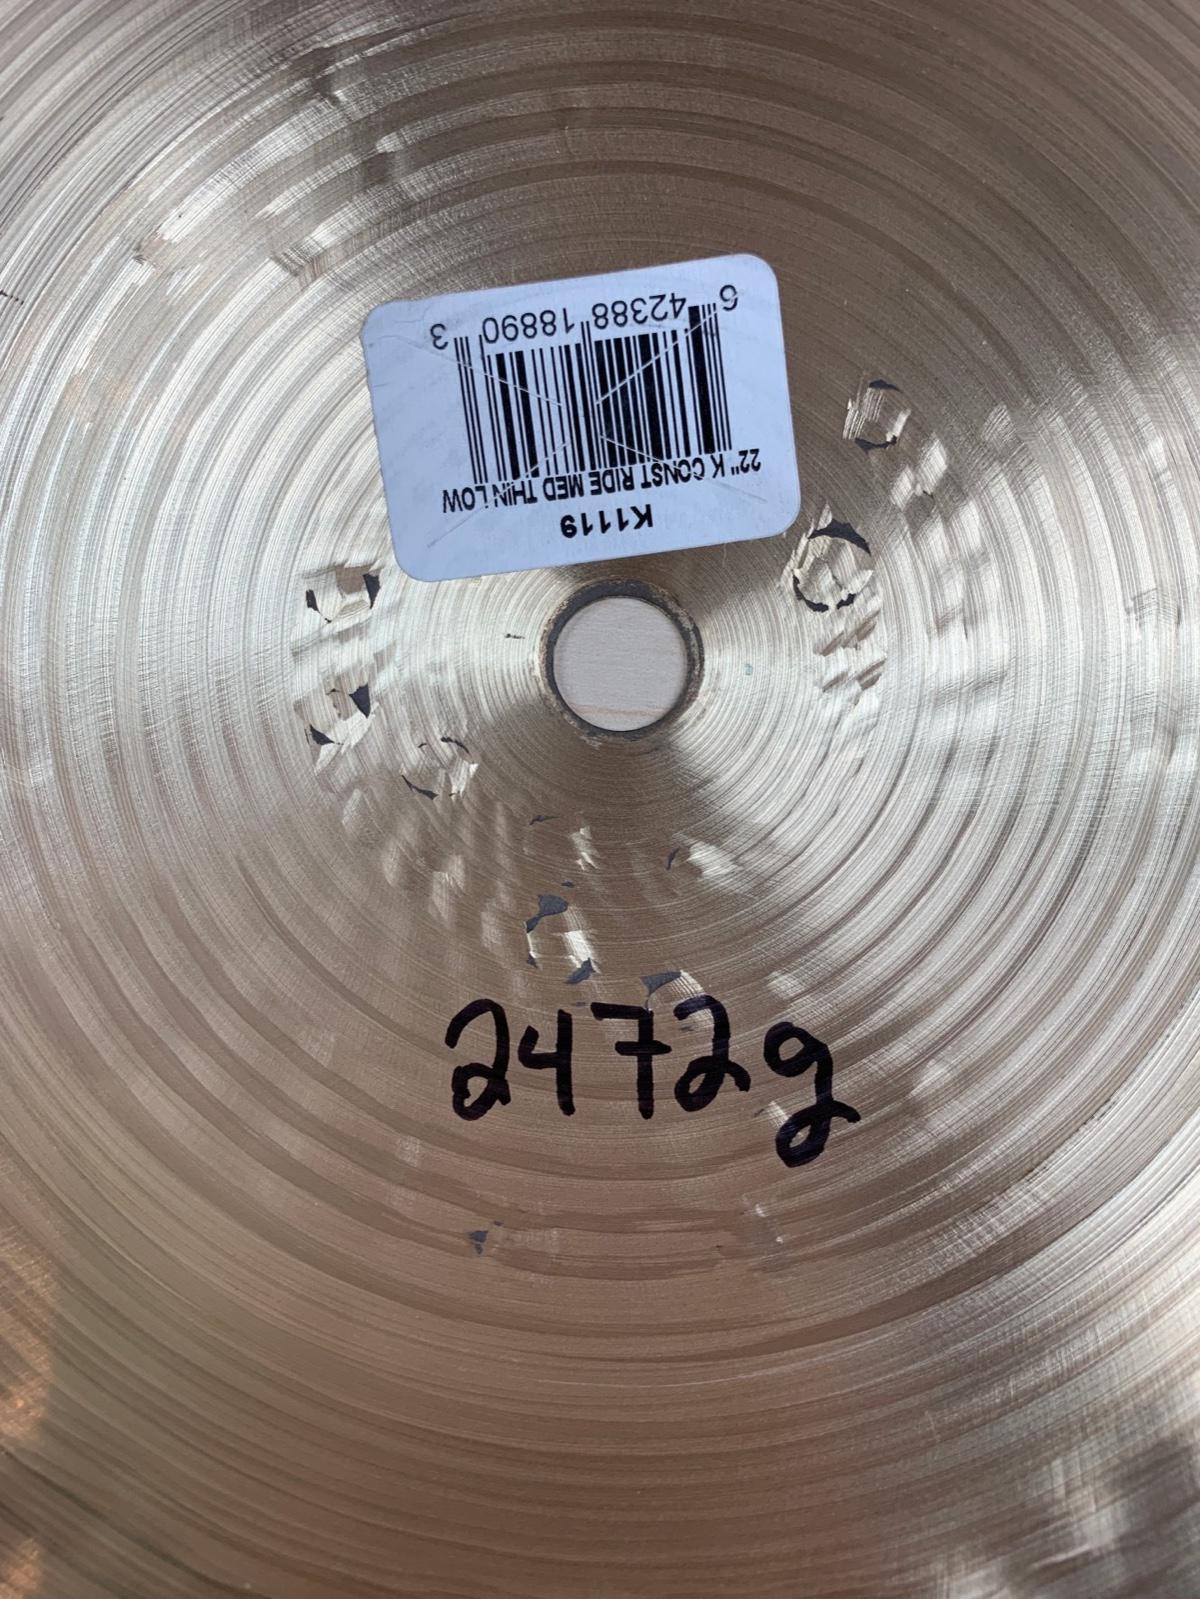 K1119
22" K CONST RIDE MED THIN LOW
6 42388 18890 3
2472g